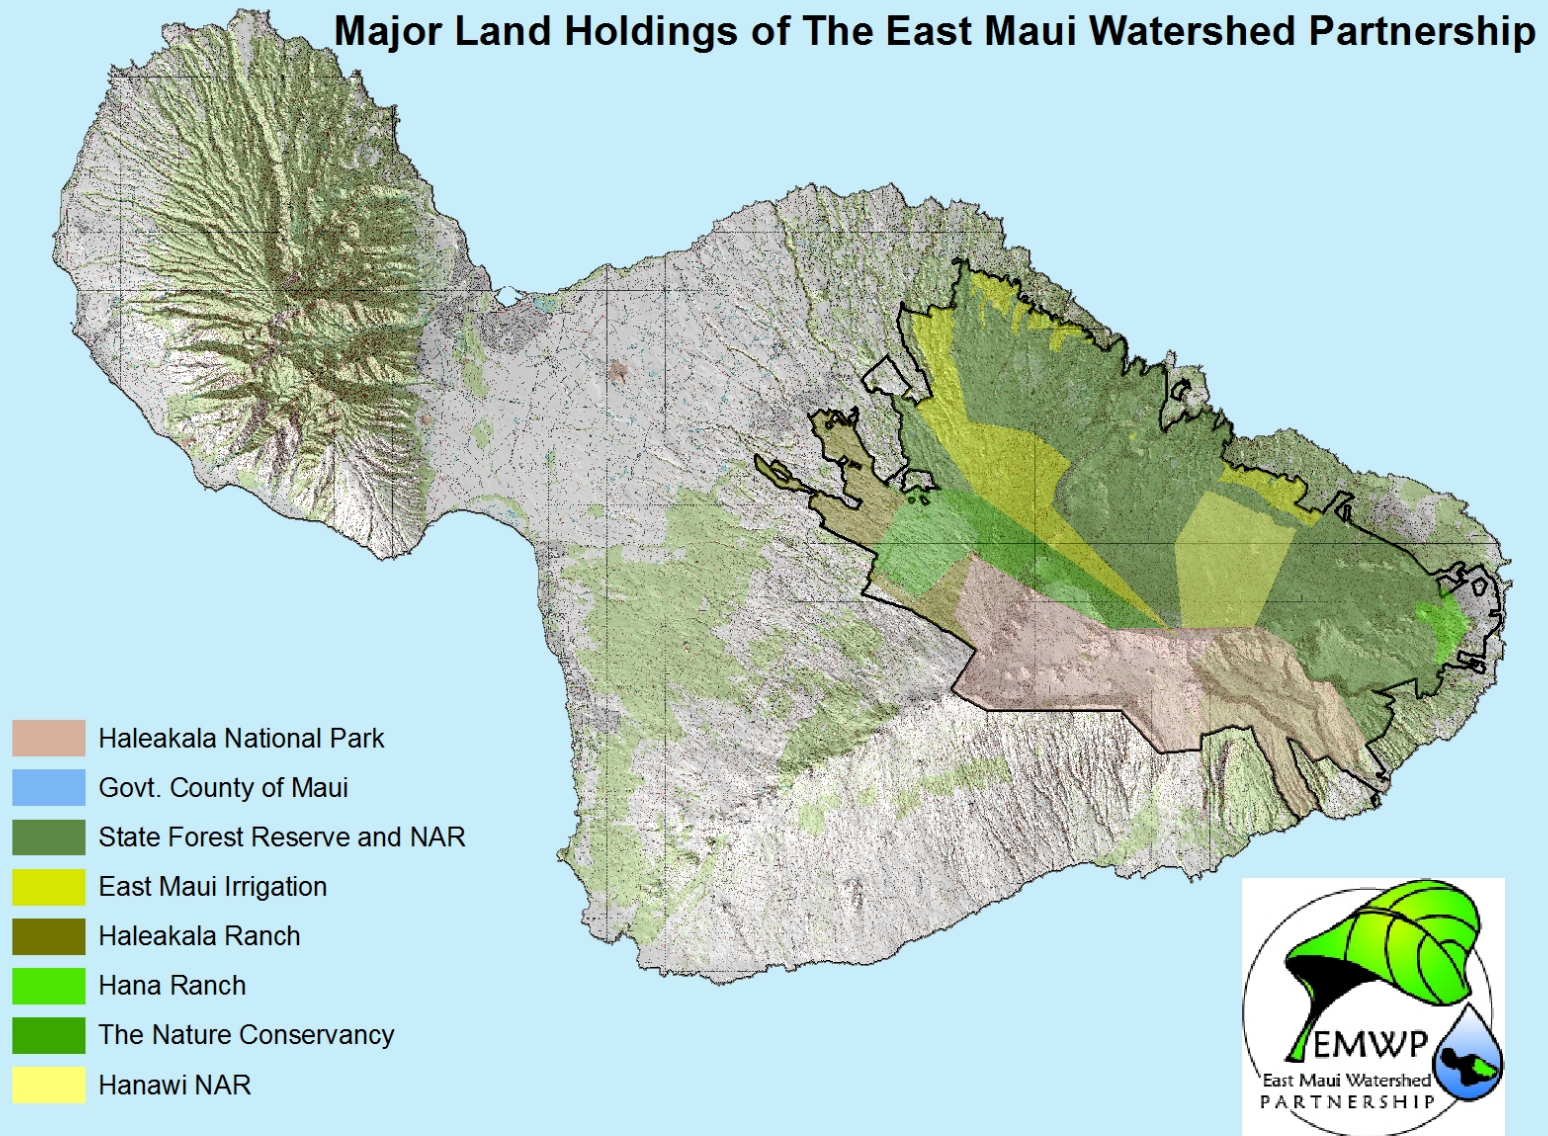 Major Land Holdings of The East Maui Watershed Partnership
Haleakala National Park
Govt. County of Maui
State Forest Reserve and NAR
East Maui Irrigation
Haleakala Ranch
Hana Ranch
The Nature Conservancy
Hanawi NAR
EMWP
East Maui Watershed
PARTNERSHIP